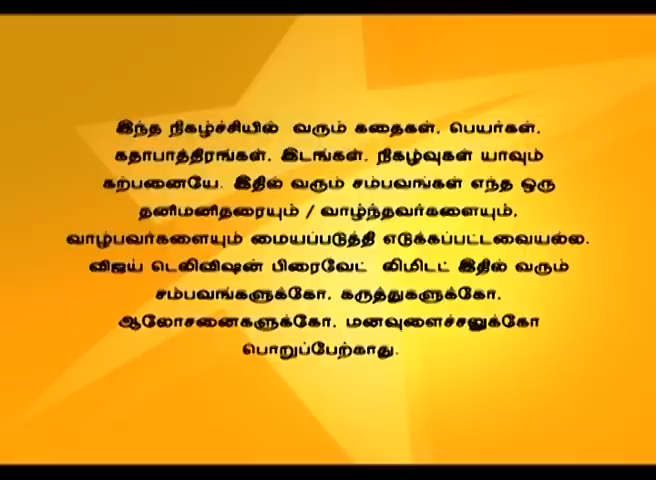 இந்த நிகழ்ச்சியில் வரும் கதைகள், பெயர்கள்,
கதாபாத்திரங்கள், இடங்கள், நிகழ்வுகள் யாவும்
கற்பனையே. இதில் வரும் சம்பவங்கள் எந்த ஒரு
தனிமனிதரையும் / வாழ்ந்தவர்களையும்,
வாழ்பவர்களையும் மையப்படுத்தி எடுக்கப்பட்டவையல்ல.
விஜய் டெலிவிஷன் பிரைவேட் லிமிடட் இதில் வரும்
சம்பவங்களுக்கோ, கருத்துகளுக்கோ,
ஆலோசனைகளுக்கோ, மனவுளைச்சலுக்கோ
பொறுப்பேற்காது.